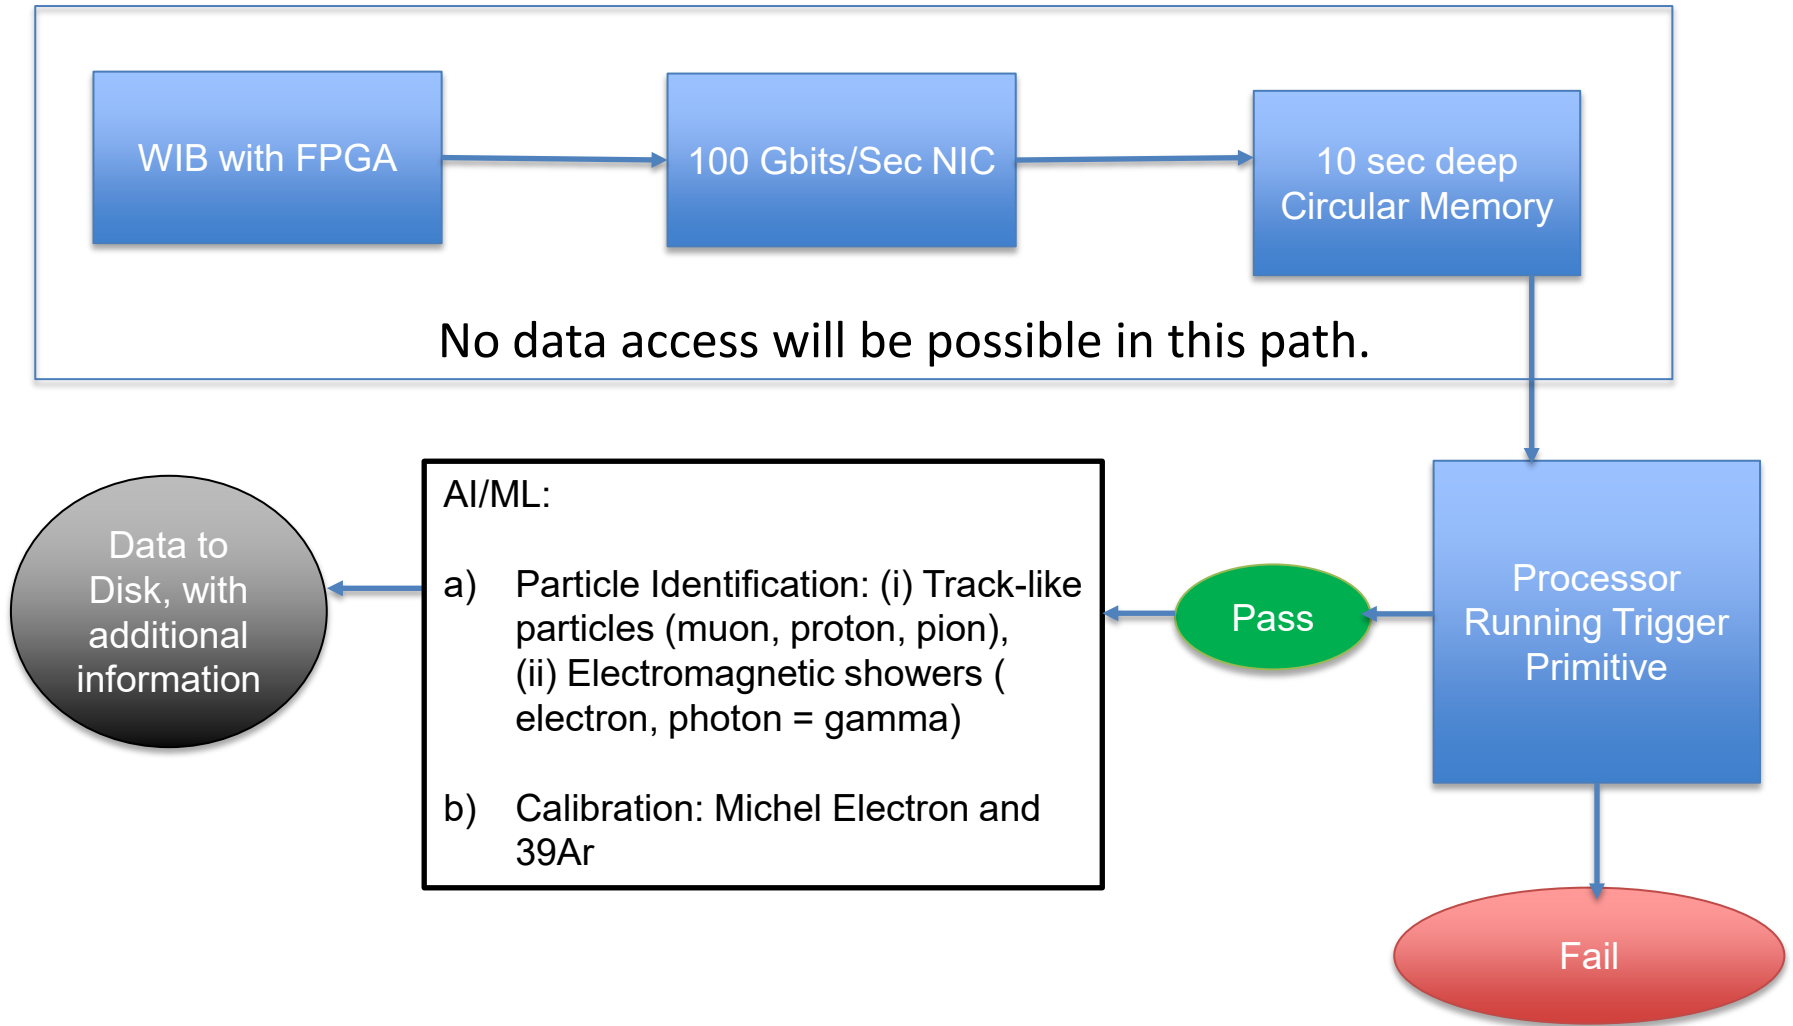 WIB with FPGA
100 Gbits/Sec NIC
10 sec deep
Circular Memory
No data access will be possible in this path.
Data to
Disk, with
additional
information
AI/ML:
a) Particle Identification: (i) Track-like
particles (muon, proton, pion),
(ii) Electromagnetic showers (
electron, photon = gamma)
b) Calibration: Michel Electron and
39Ar
Pass
Processor
Running Trigger
Primitive
Fail